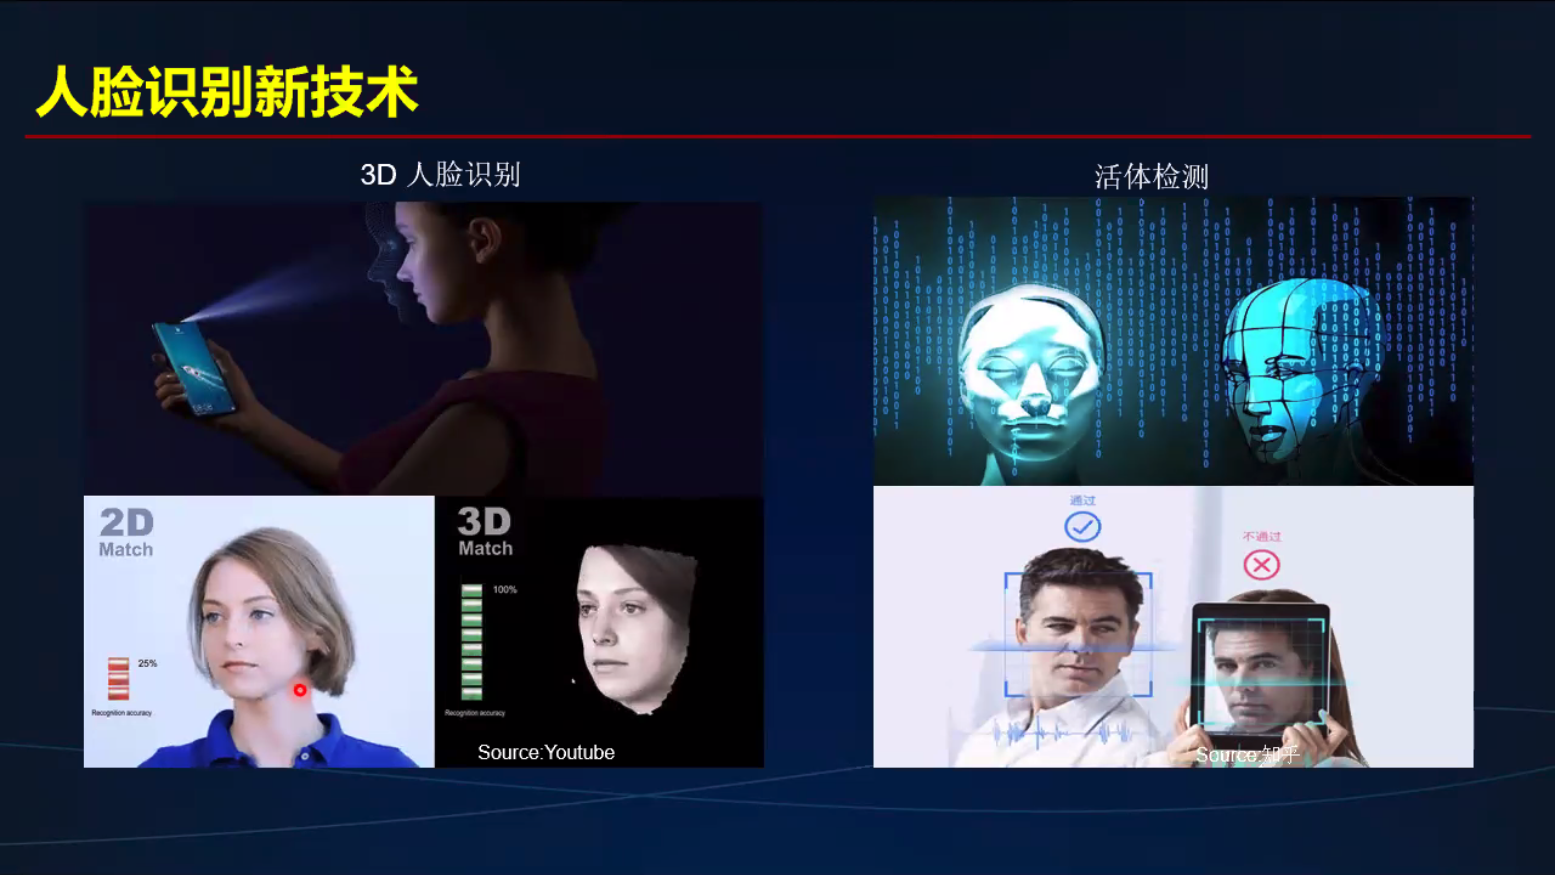 人脸识别新技术
3D 人脸识别
2D
Match
25%
Recognition accuracy
3D
Match
100%
Recognition accuracy
Source:Youtube
活体检测
通过
不通过
Source:知乎